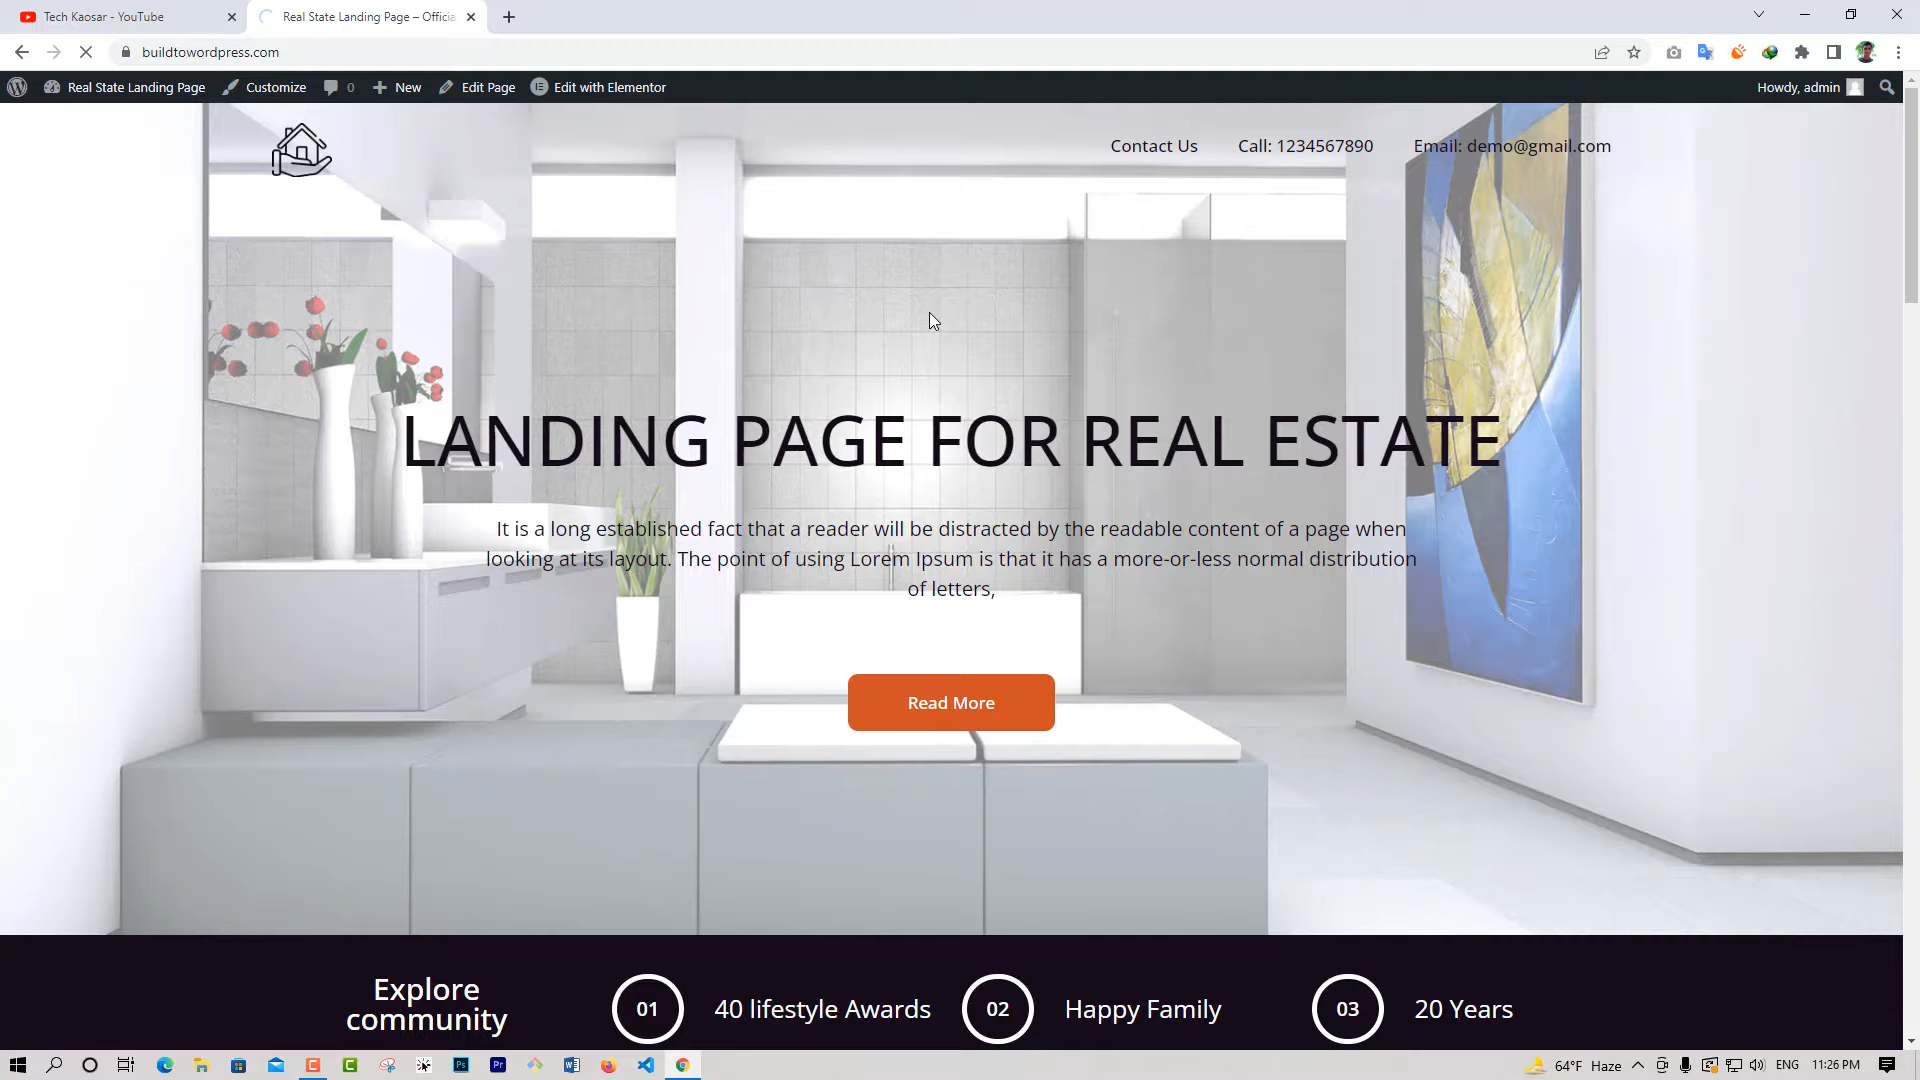 Tech Kaosar - YouTube
Real State Landing Page – Officia
buildtowordpress.com
Real State Landing Page
Customize
0
New
Edit Page
Edit with Elementor
Howdy, admin
Contact Us
Call: 1234567890
Email: demo@gmail.com
LANDING PAGE FOR REAL ESTATE
It is a long established fact that a reader will be distracted by the readable content of a page when
looking at its layout. The point of using Lorem Ipsum is that it has a more-or-less normal distribution
of letters,
Read More
Explore
community
01
40 lifestyle Awards
02
Happy Family
03
20 Years
64°F Haze
ENG
11:26 PM